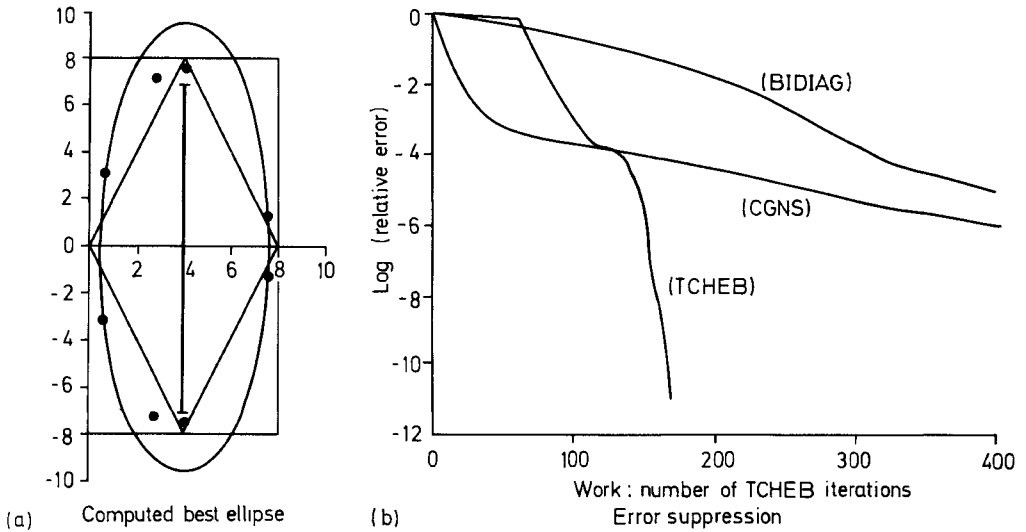 10
8
6
4
2
0
-2
-4
-6
-8
-10
2 4 6 8 10
(a) Computed best ellipse
Log (relative error)
0
-2
-4
-6
-8
-10
-12
(BIDIAG)
(CGNS)
(TCHEB)
0 100 200 300 400
Work : number of TCHEB iterations
(b) Error suppression